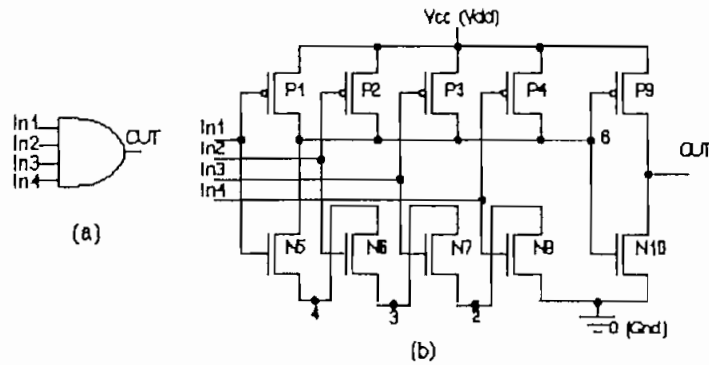 Vcc (Vdd)
P1 P2 P3 P4 P9
In1
In2
In3
In4
OUT
In1
In2
In3
In4
6
OUT
N5 N6 N7 N8 N10
4 3 2
0 (Gnd)
(a)
(b)